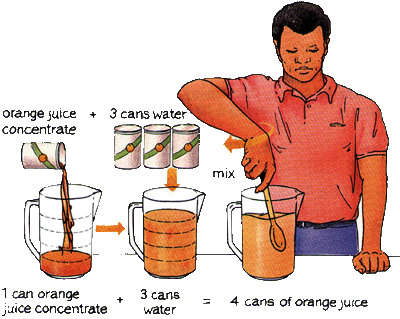 orange juice + 3 cans water
concentrate
mix
1 can orange + 3 cans = 4 cans of orange juice
juice concentrate water